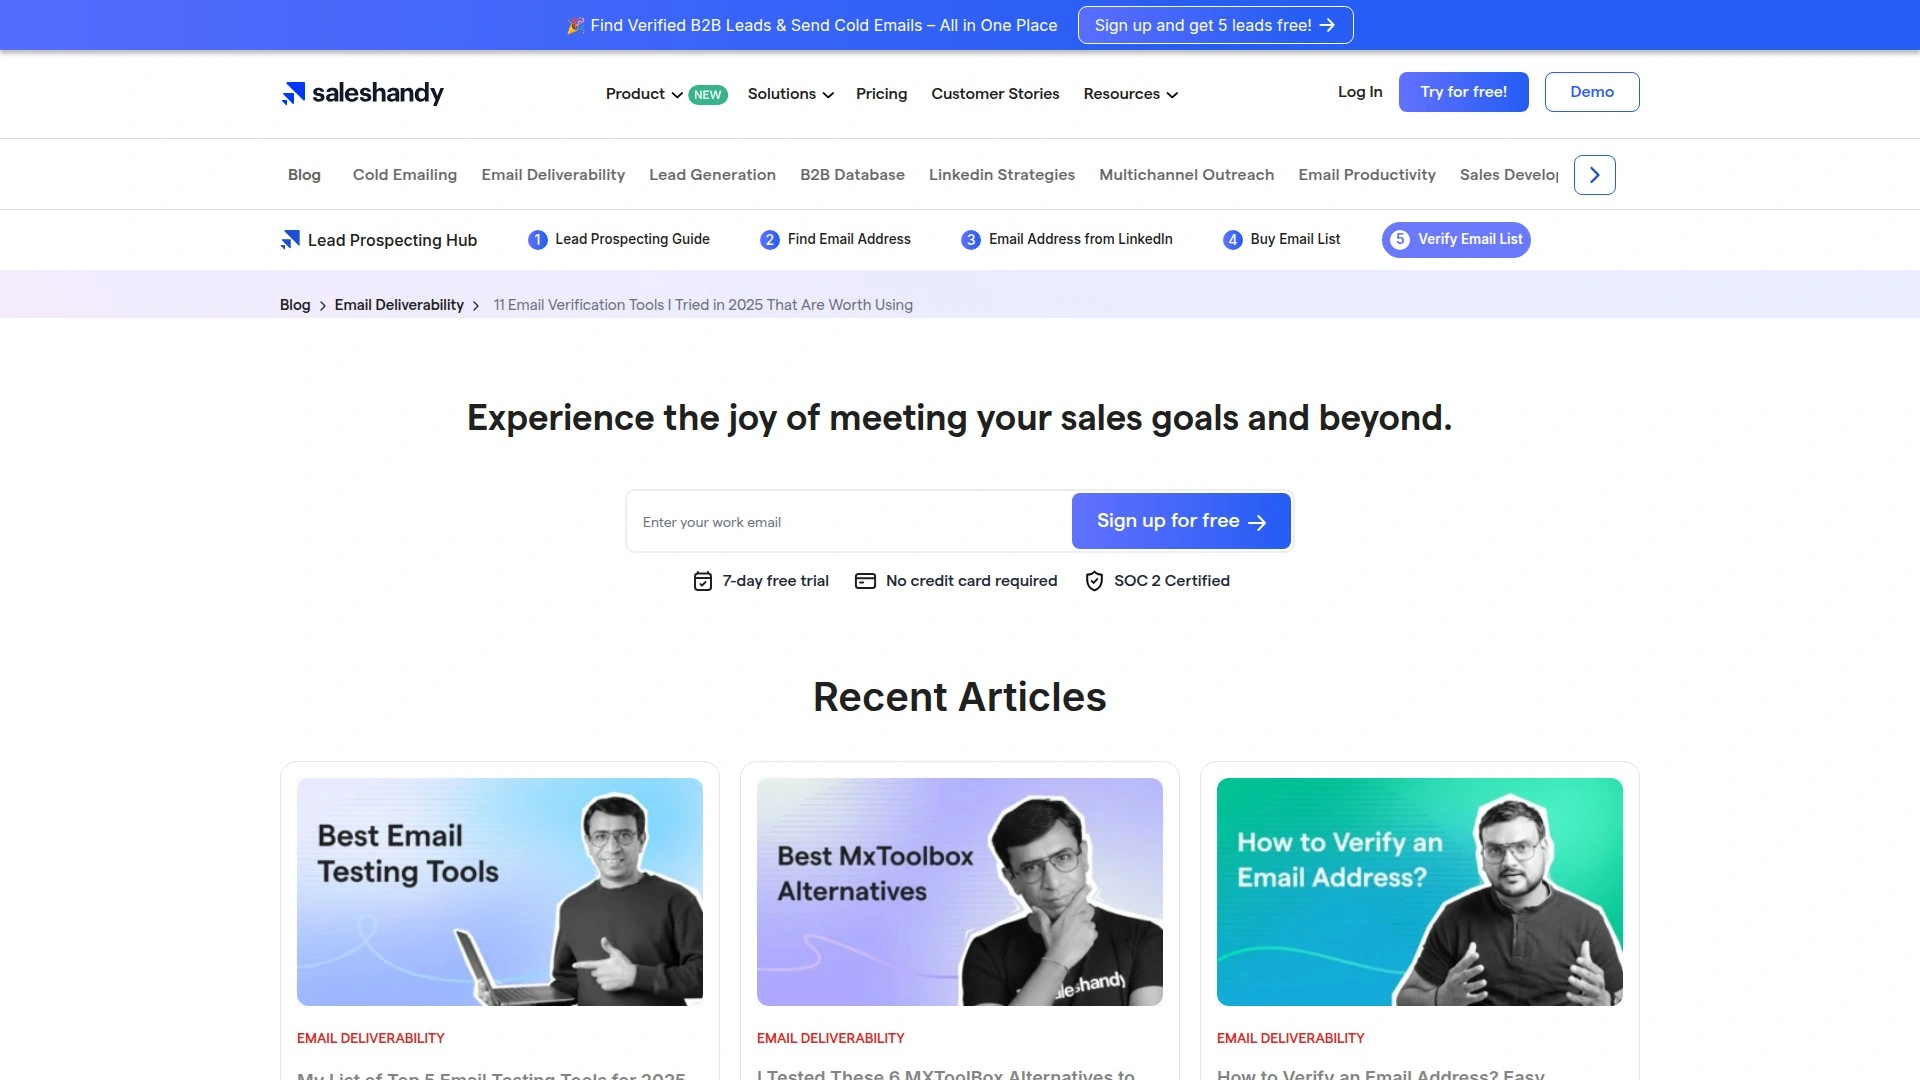 🎉 Find Verified B2B Leads & Send Cold Emails – All in One Place
Sign up and get 5 leads free! →
saleshandy
Product NEW Solutions Pricing Customer Stories Resources
Log In Try for free! Demo
Blog Cold Emailing Email Deliverability Lead Generation B2B Database Linkedin Strategies Multichannel Outreach Email Productivity Sales Develop
Lead Prospecting Hub 1 Lead Prospecting Guide 2 Find Email Address 3 Email Address from LinkedIn 4 Buy Email List 5 Verify Email List
Blog > Email Deliverability > 11 Email Verification Tools I Tried in 2025 That Are Worth Using
Experience the joy of meeting your sales goals and beyond.
Enter your work email Sign up for free →
7-day free trial No credit card required SOC 2 Certified
Recent Articles
Best Email
Testing Tools
EMAIL DELIVERABILITY
My List of Top 5 Email Testing Tools for 2025
Best MxToolbox
Alternatives
saleshandy
EMAIL DELIVERABILITY
I Tested These 6 MXToolBox Alternatives to
How to Verify an
Email Address?
EMAIL DELIVERABILITY
How to Verify an Email Address? Easy